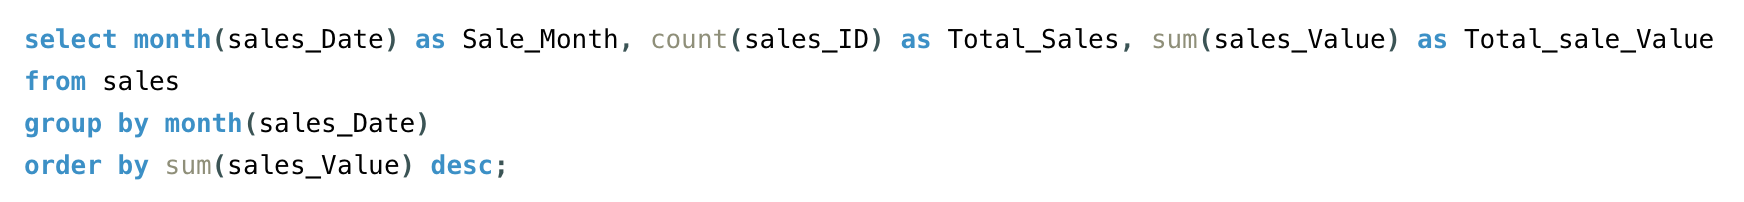 select month(sales_Date) as Sale_Month, count(sales_ID) as Total_Sales, sum(sales_Value) as Total_sale_Value
from sales
group by month(sales_Date)
order by sum(sales_Value) desc;